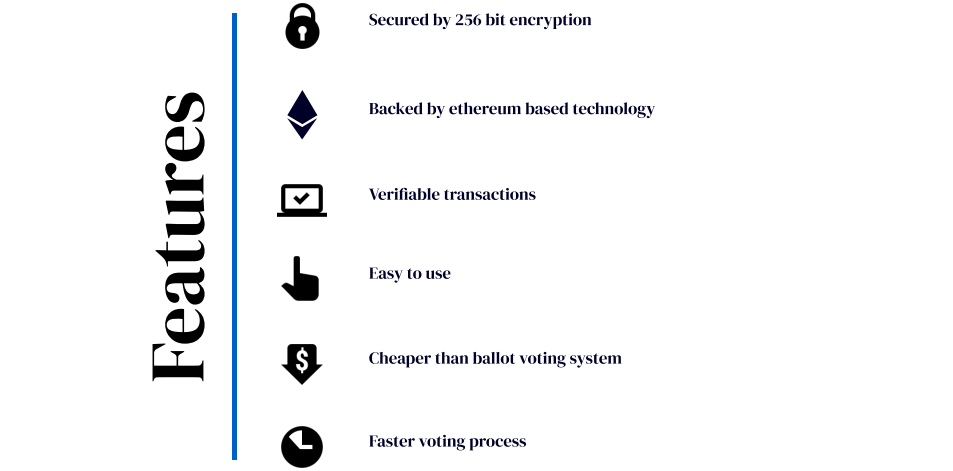 Features
Secured by 256 bit encryption
Backed by ethereum based technology
Verifiable transactions
Easy to use
$
Cheaper than ballot voting system
Faster voting process